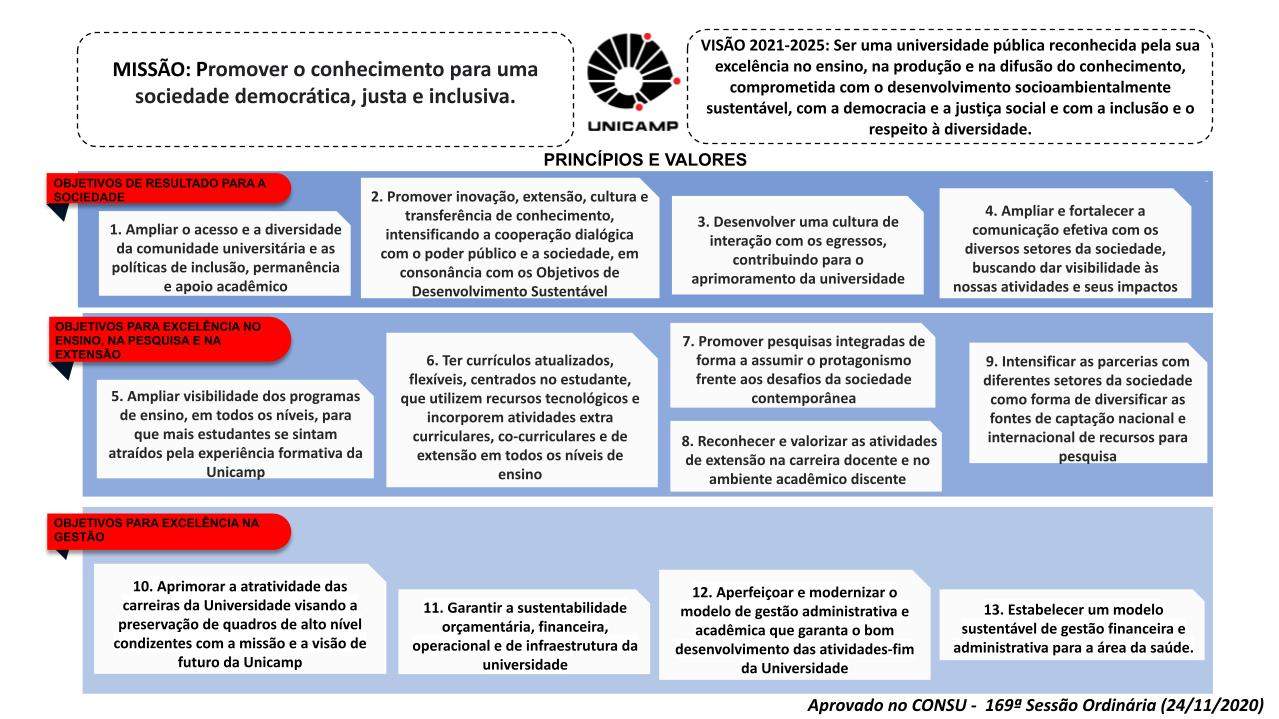 MISSÃO: Promover o conhecimento para uma
sociedade democrática, justa e inclusiva.
UNICAMP
VISÃO 2021-2025: Ser uma universidade pública reconhecida pela sua
excelência no ensino, na produção e na difusão do conhecimento,
comprometida com o desenvolvimento socioambientalmente
sustentável, com a democracia e a justiça social e com a inclusão e o
respeito à diversidade.
PRINCÍPIOS E VALORES
OBJETIVOS DE RESULTADO PARA A
SOCIEDADE
1. Ampliar o acesso e a diversidade
da comunidade universitária e as
políticas de inclusão, permanência
e apoio acadêmico
2. Promover inovação, extensão, cultura e
transferência de conhecimento,
intensificando a cooperação dialógica
com o poder público e a sociedade, em
consonância com os Objetivos de
Desenvolvimento Sustentável
3. Desenvolver uma cultura de
interação com os egressos,
contribuindo para o
aprimoramento da universidade
4. Ampliar e fortalecer a
comunicação efetiva com os
diversos setores da sociedade,
buscando dar visibilidade às
nossas atividades e seus impactos
OBJETIVOS PARA EXCELÊNCIA NO
ENSINO, NA PESQUISA E NA
EXTENSÃO
5. Ampliar visibilidade dos programas
de ensino, em todos os níveis, para
que mais estudantes se sintam
atraídos pela experiência formativa da
Unicamp
6. Ter currículos atualizados,
flexíveis, centrados no estudante,
que utilizem recursos tecnológicos e
incorporem atividades extra
curriculares, co-curriculares e de
extensão em todos os níveis de
ensino
7. Promover pesquisas integradas de
forma a assumir o protagonismo
frente aos desafios da sociedade
contemporânea
8. Reconhecer e valorizar as atividades
de extensão na carreira docente e no
ambiente acadêmico discente
9. Intensificar as parcerias com
diferentes setores da sociedade
como forma de diversificar as
fontes de captação nacional e
internacional de recursos para
pesquisa
OBJETIVOS PARA EXCELÊNCIA NA
GESTÃO
10. Aprimorar a atratividade das
carreiras da Universidade visando a
preservação de quadros de alto nível
condizentes com a missão e a visão de
futuro da Unicamp
11. Garantir a sustentabilidade
orçamentária, financeira,
operacional e de infraestrutura da
universidade
12. Aperfeiçoar e modernizar o
modelo de gestão administrativa e
acadêmica que garanta o bom
desenvolvimento das atividades-fim
da Universidade
13. Estabelecer um modelo
sustentável de gestão financeira e
administrativa para a área da saúde.
Aprovado no CONSU - 169ª Sessão Ordinária (24/11/2020)